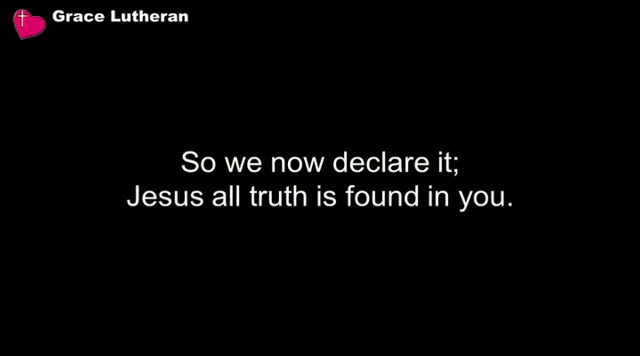 Grace Lutheran
So we now declare it;
Jesus all truth is found in you.